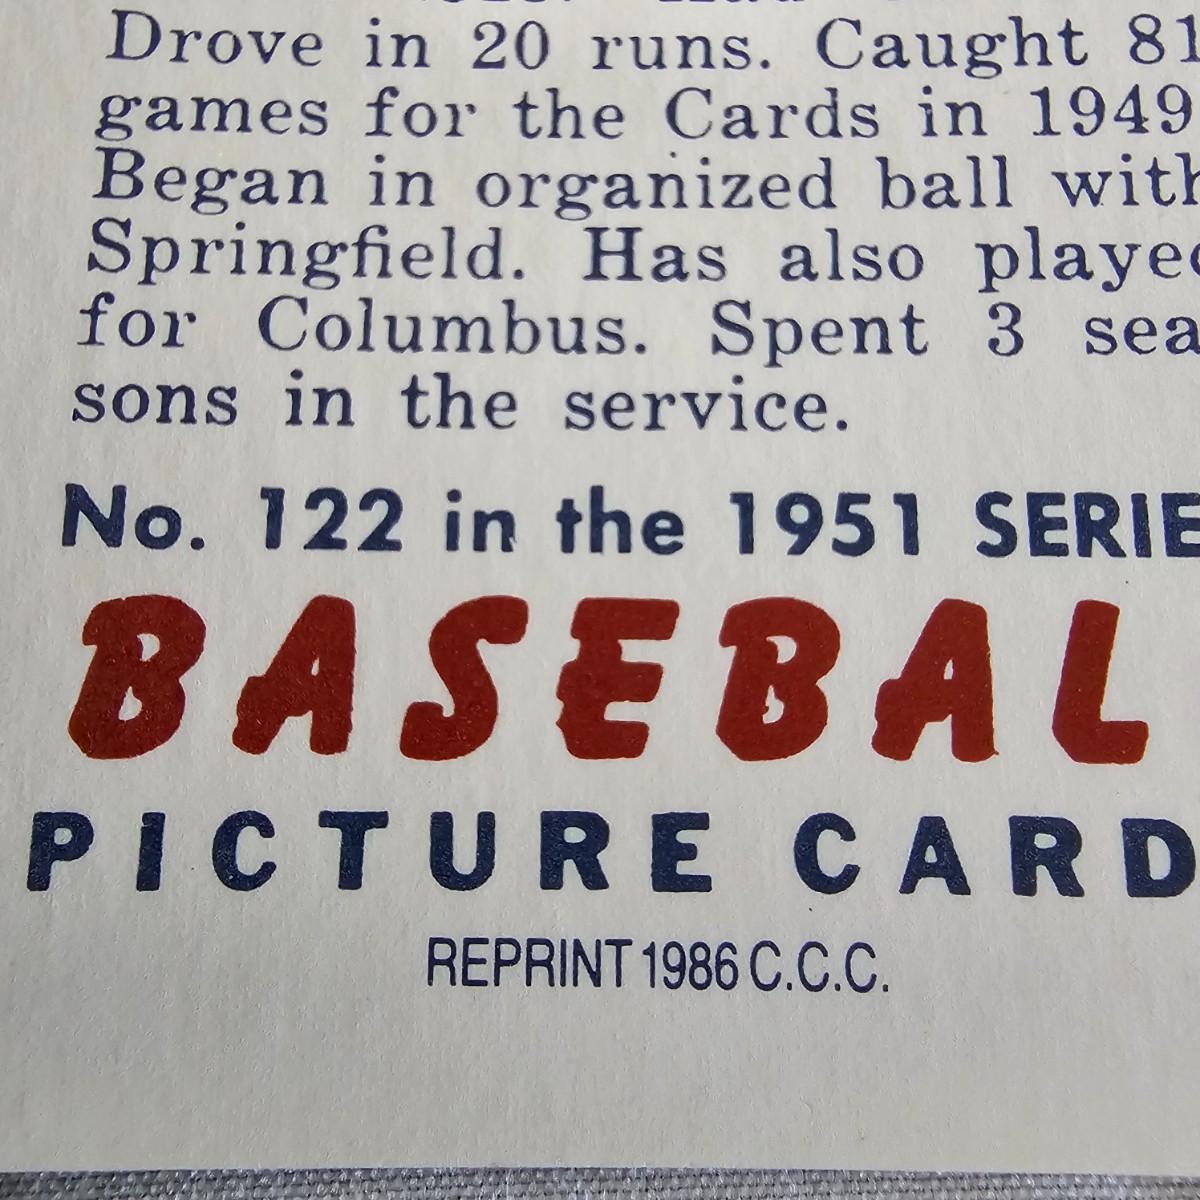 Drove in 20 runs. Caught 81
games for the Cards in 1949
Began in organized ball with
Springfield. Has also played
for Columbus. Spent 3 sea
sons in the service.
No. 122 in the 1951 SERIE
BASEBAL
PICTURE CARD
REPRINT 1986 C.C.C.